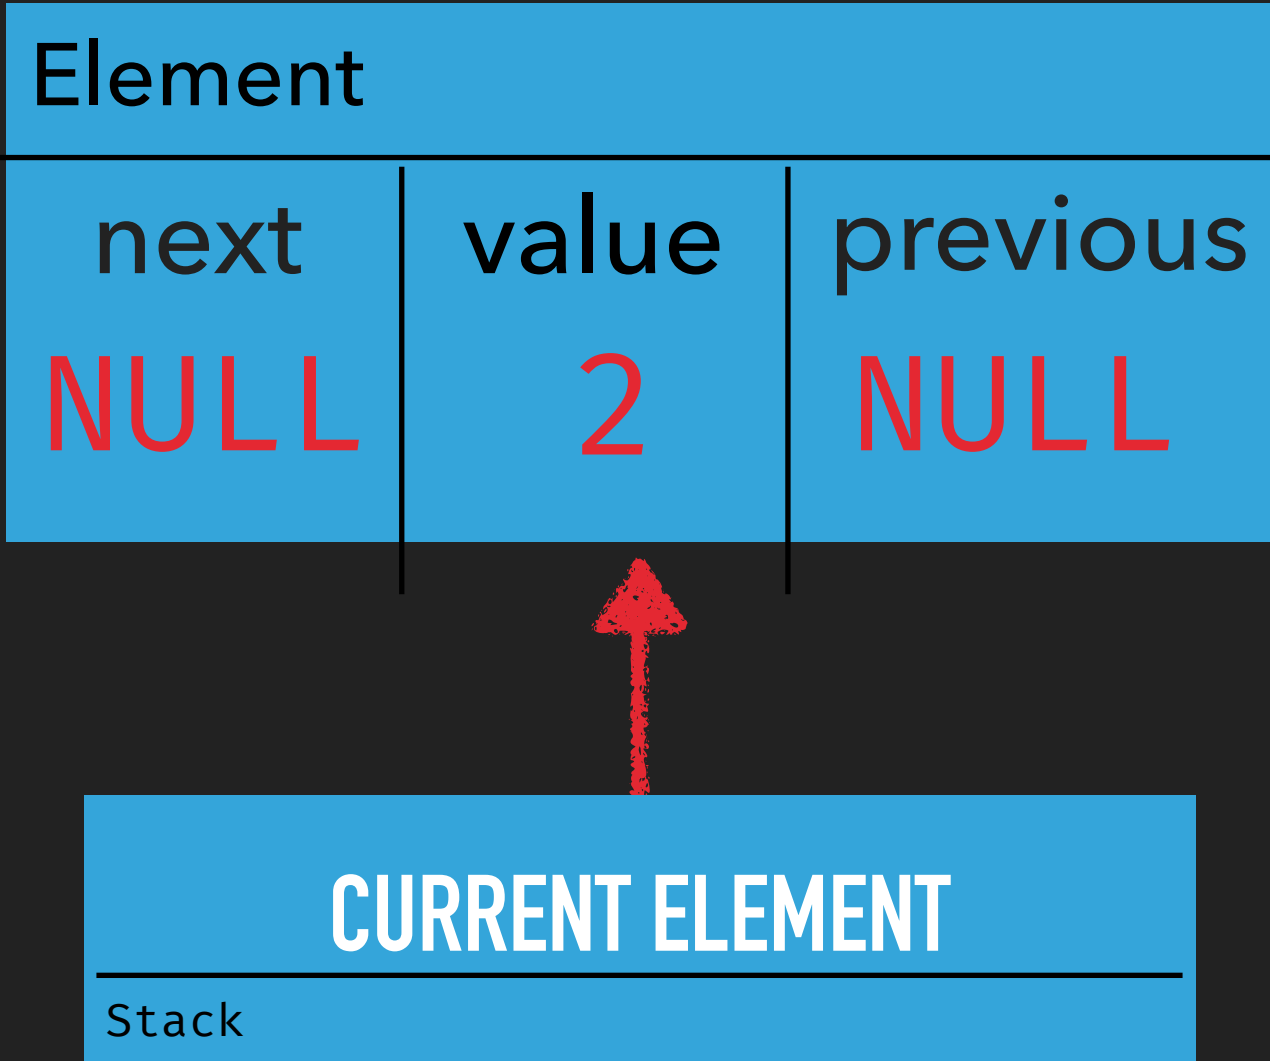 Element
next value previous
NULL 2 NULL
CURRENT ELEMENT
Stack